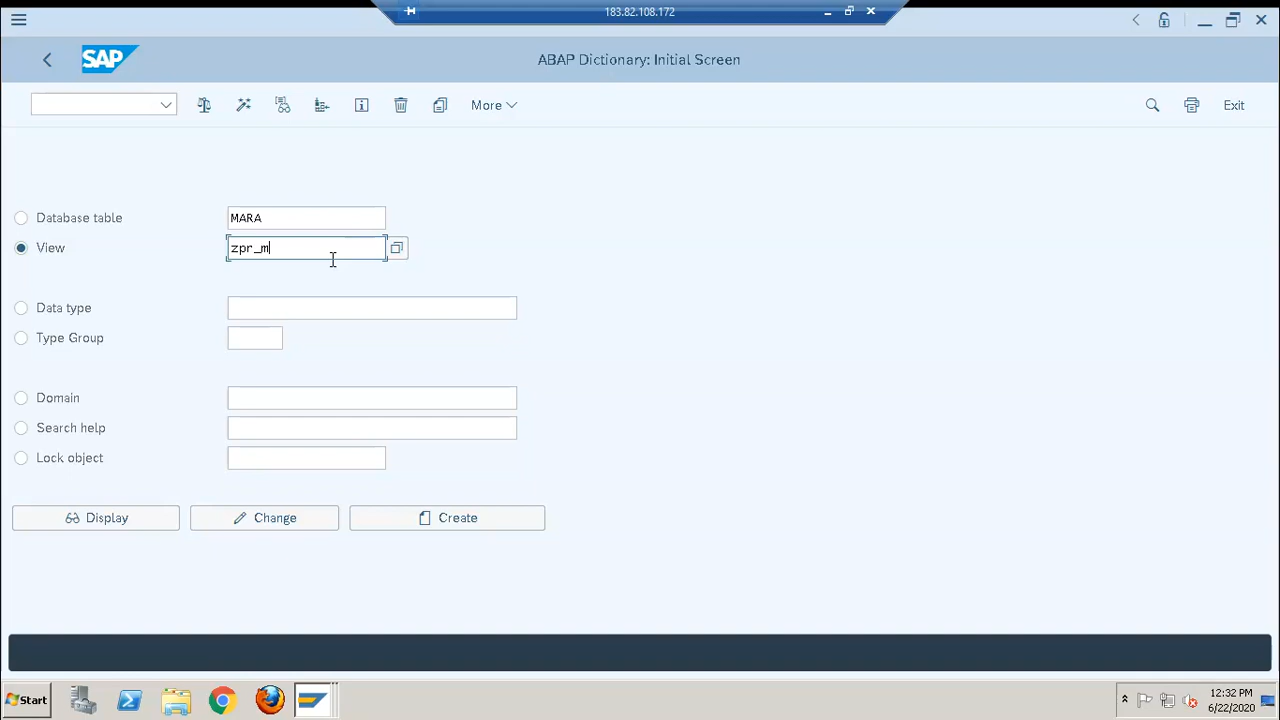 183.82.108.172
SAP
ABAP Dictionary: Initial Screen
More
Exit
Database table MARA
View zpr_m
Data type
Type Group
Domain
Search help
Lock object
Display Change Create
Start
12:32 PM
6/22/2020